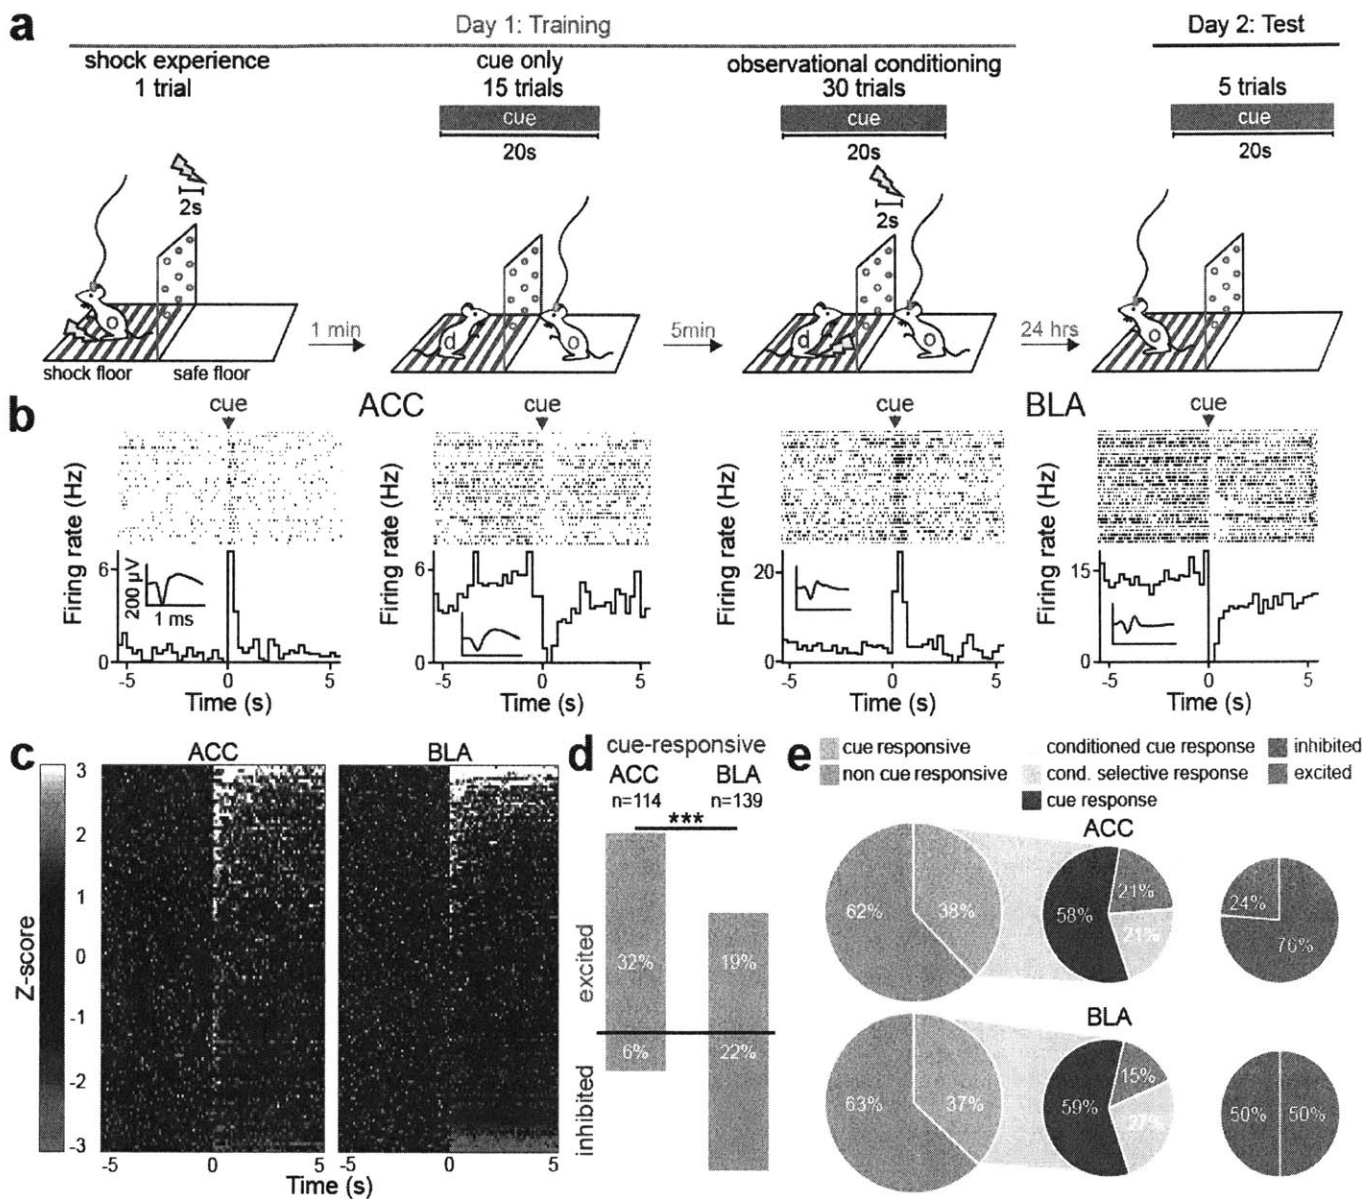 a
Day 1: Training
Day 2: Test
shock experience
1 trial
cue only
15 trials
observational conditioning
30 trials
5 trials
cue
cue
cue
20s
20s
20s
2s
2s
o
d
o
d
o
o
1 min
5min
24 hrs
shock floor
safe floor
b
cue
ACC
cue
cue
BLA
cue
Firing rate (Hz)
6
0
200 µV
1 ms
-5 0 5
Time (s)
Firing rate (Hz)
6
0
-5 0 5
Time (s)
Firing rate (Hz)
20
0
-5 0 5
Time (s)
Firing rate (Hz)
15
0
-5 0 5
Time (s)
c
ACC
BLA
Z-score
3
2
1
0
-1
-2
-3
-5 0 5
-5 0 5
Time (s)
d
cue-responsive
ACC BLA
n=114 n=139
***
excited
32% 19%
6% 22%
inhibited
e
cue responsive
non cue responsive
conditioned cue response
cond. selective response
cue response
inhibited
excited
ACC
62% 38%
58% 21% 21%
24% 76%
BLA
63% 37%
59% 15% 27%
50% 50%